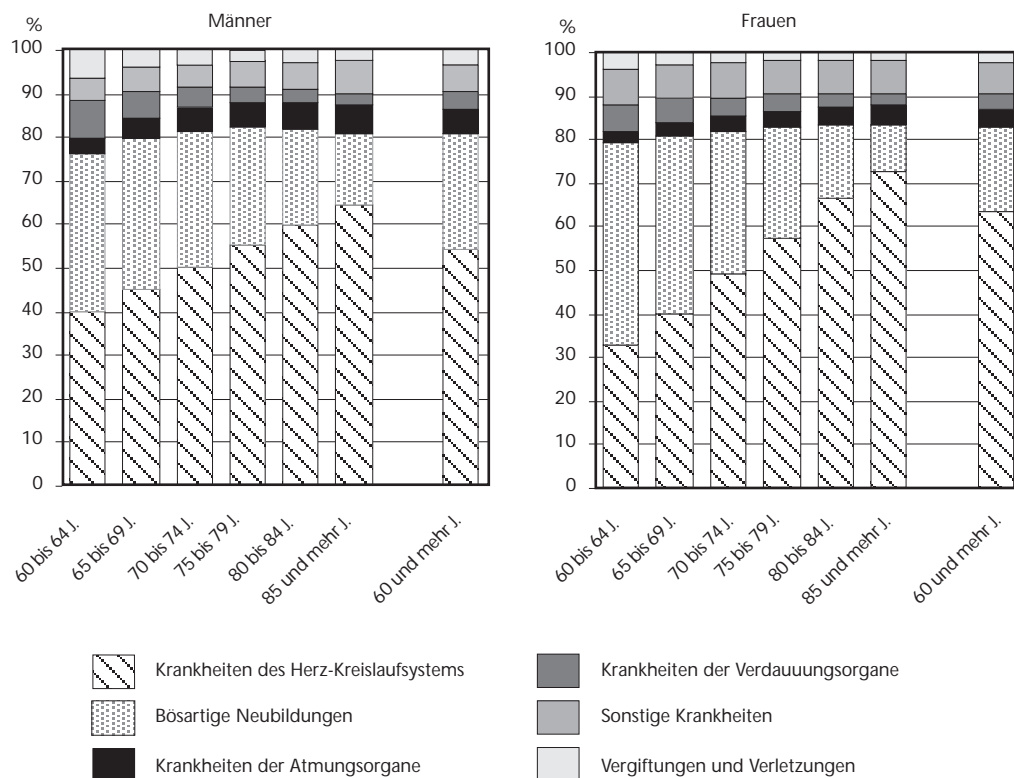 Männer
%
100
90
80
70
60
50
40
30
20
10
0
60 bis 64 J.
65 bis 69 J.
70 bis 74 J.
75 bis 79 J.
80 bis 84 J.
85 und mehr J.
60 und mehr J.
Frauen
%
100
90
80
70
60
50
40
30
20
10
0
60 bis 64 J.
65 bis 69 J.
70 bis 74 J.
75 bis 79 J.
80 bis 84 J.
85 und mehr J.
60 und mehr J.
Krankheiten des Herz-Kreislaufsystems
Bösartige Neubildungen
Krankheiten der Atmungsorgane
Krankheiten der Verdauuungsorgane
Sonstige Krankheiten
Vergiftungen und Verletzungen